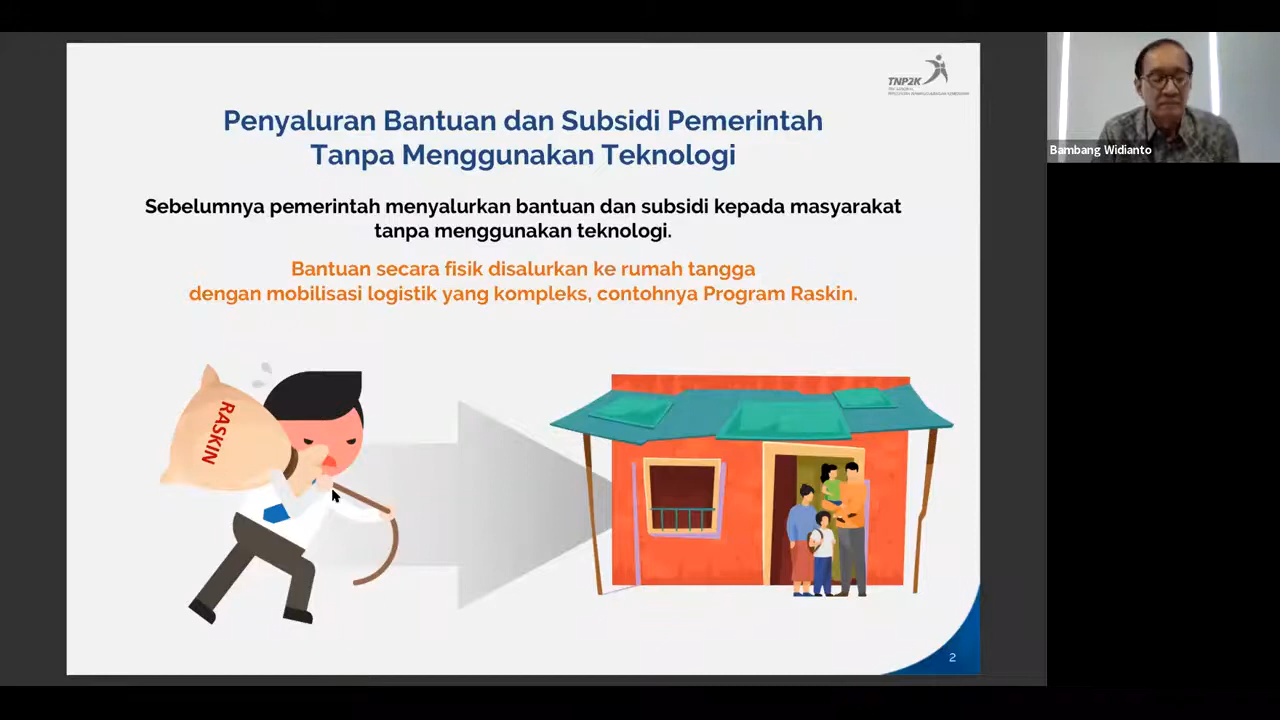 TNP2K
Penyaluran Bantuan dan Subsidi Pemerintah
Tanpa Menggunakan Teknologi
Bambang Widianto
Sebelumnya pemerintah menyalurkan bantuan dan subsidi kepada masyarakat
tanpa menggunakan teknologi.
Bantuan secara fisik disalurkan ke rumah tangga
dengan mobilisasi logistik yang kompleks, contohnya Program Raskin.
RASKIN
2